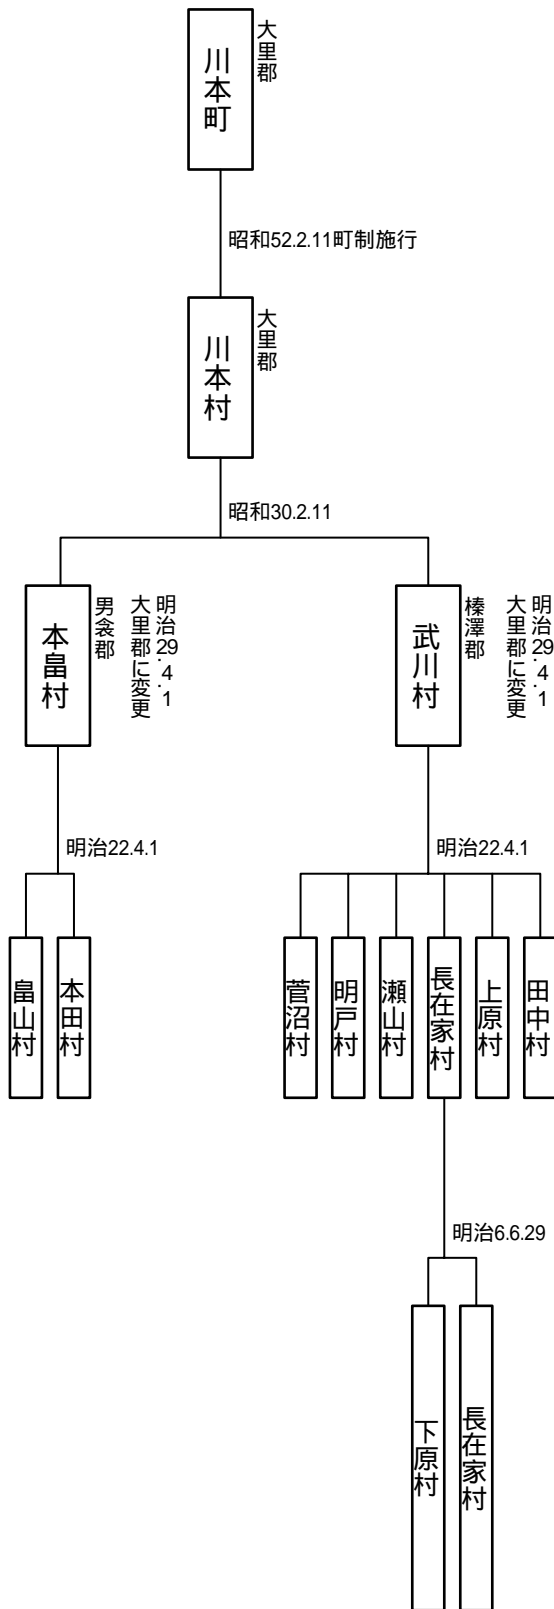 川本町
大里郡
昭和52.2.11町制施行
川本村
大里郡
昭和30.2.11
本畠村
男衾郡
明治29.4.1
大里郡に変更
武川村
榛澤郡
明治29.4.1
大里郡に変更
明治22.4.1
明治22.4.1
畠山村
本田村
菅沼村
明戸村
瀬山村
長在家村
上原村
田中村
明治6.6.29
下原村
長在家村